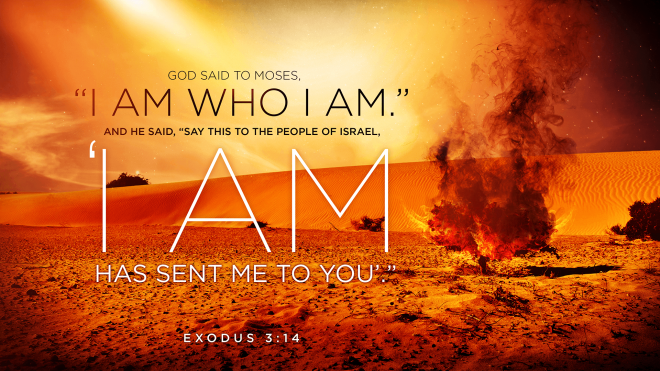 GOD SAID TO MOSES,
“I AM WHO I AM.”
AND HE SAID, “SAY THIS TO THE PEOPLE OF ISRAEL,
‘I AM
HAS SENT ME TO YOU’.”
EXODUS 3:14